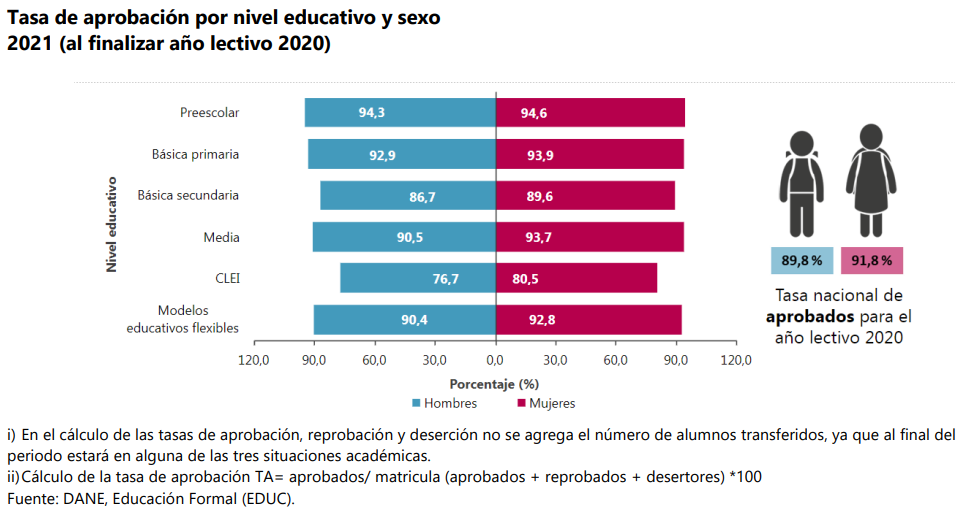 Tasa de aprobación por nivel educativo y sexo
2021 (al finalizar año lectivo 2020)
Nivel educativo
Preescolar 94,3 94,6
Básica primaria 92,9 93,9
Básica secundaria 86,7 89,6
Media 90,5 93,7
CLEI 76,7 80,5
Modelos
educativos flexibles 90,4 92,8
120,0 90,0 60,0 30,0 0,0 30,0 60,0 90,0 120,0
Porcentaje (%)
Hombres Mujeres
89,8 % 91,8 %
Tasa nacional de
aprobados para el
año lectivo 2020
i) En el cálculo de las tasas de aprobación, reprobación y deserción no se agrega el número de alumnos transferidos, ya que al final del
periodo estará en alguna de las tres situaciones académicas.
ii) Cálculo de la tasa de aprobación TA= aprobados/ matricula (aprobados + reprobados + desertores) *100
Fuente: DANE, Educación Formal (EDUC).